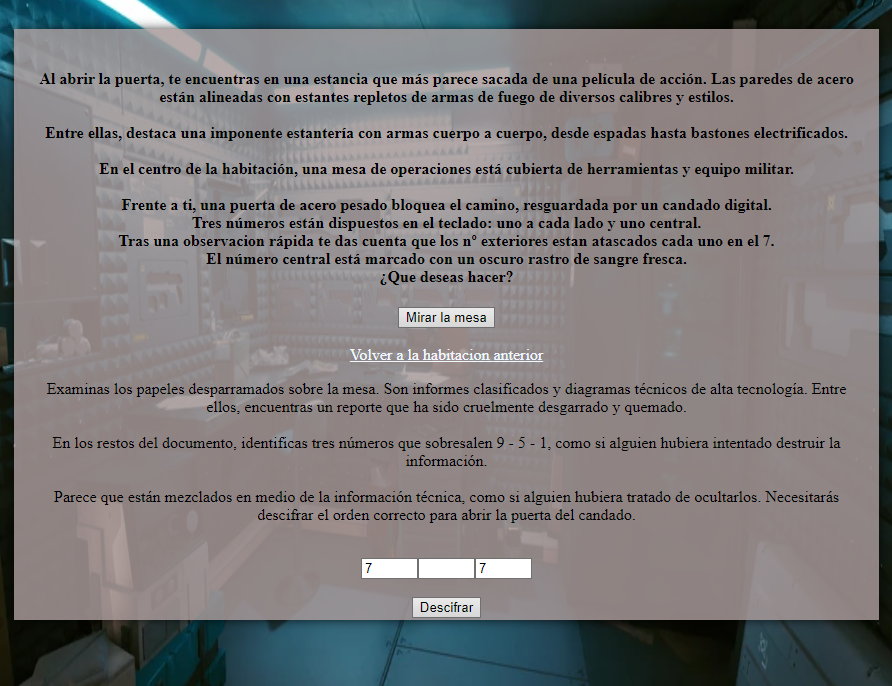 Al abrir la puerta, te encuentras en una estancia que más parece sacada de una película de acción. Las paredes de acero
están alineadas con estantes repletos de armas de fuego de diversos calibres y estilos.
Entre ellas, destaca una imponente estantería con armas cuerpo a cuerpo, desde espadas hasta bastones electrificados.
En el centro de la habitación, una mesa de operaciones está cubierta de herramientas y equipo militar.
Frente a ti, una puerta de acero pesado bloquea el camino, resguardada por un candado digital.
Tres números están dispuestos en el teclado: uno a cada lado y uno central.
Tras una observacion rápida te das cuenta que los nº exteriores estan atascados cada uno en el 7.
El número central está marcado con un oscuro rastro de sangre fresca.
¿Que deseas hacer?
Mirar la mesa
Volver a la habitacion anterior
Examinas los papeles desparramados sobre la mesa. Son informes clasificados y diagramas técnicos de alta tecnología. Entre
ellos, encuentras un reporte que ha sido cruelmente desgarrado y quemado.
En los restos del documento, identificas tres números que sobresalen 9 - 5 - 1, como si alguien hubiera intentado destruir la
información.
Parece que están mezclados en medio de la información técnica, como si alguien hubiera tratado de ocultarlos. Necesitarás
descifrar el orden correcto para abrir la puerta del candado.
7 7
Descifrar